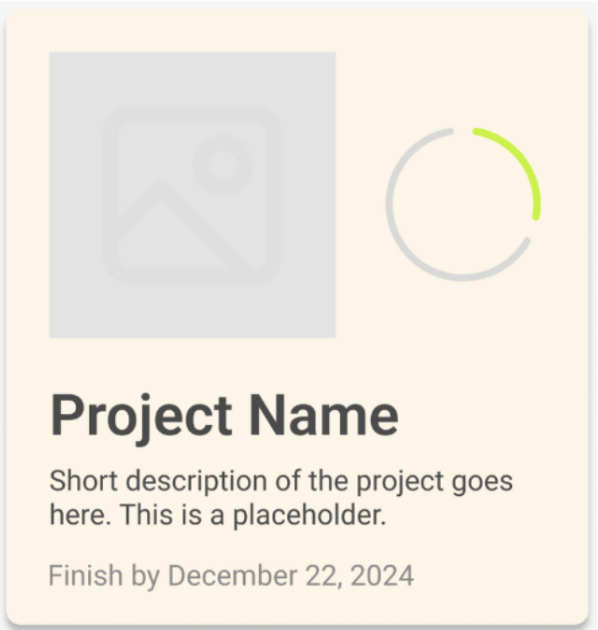 Project Name
Short description of the project goes
here. This is a placeholder.
Finish by December 22, 2024